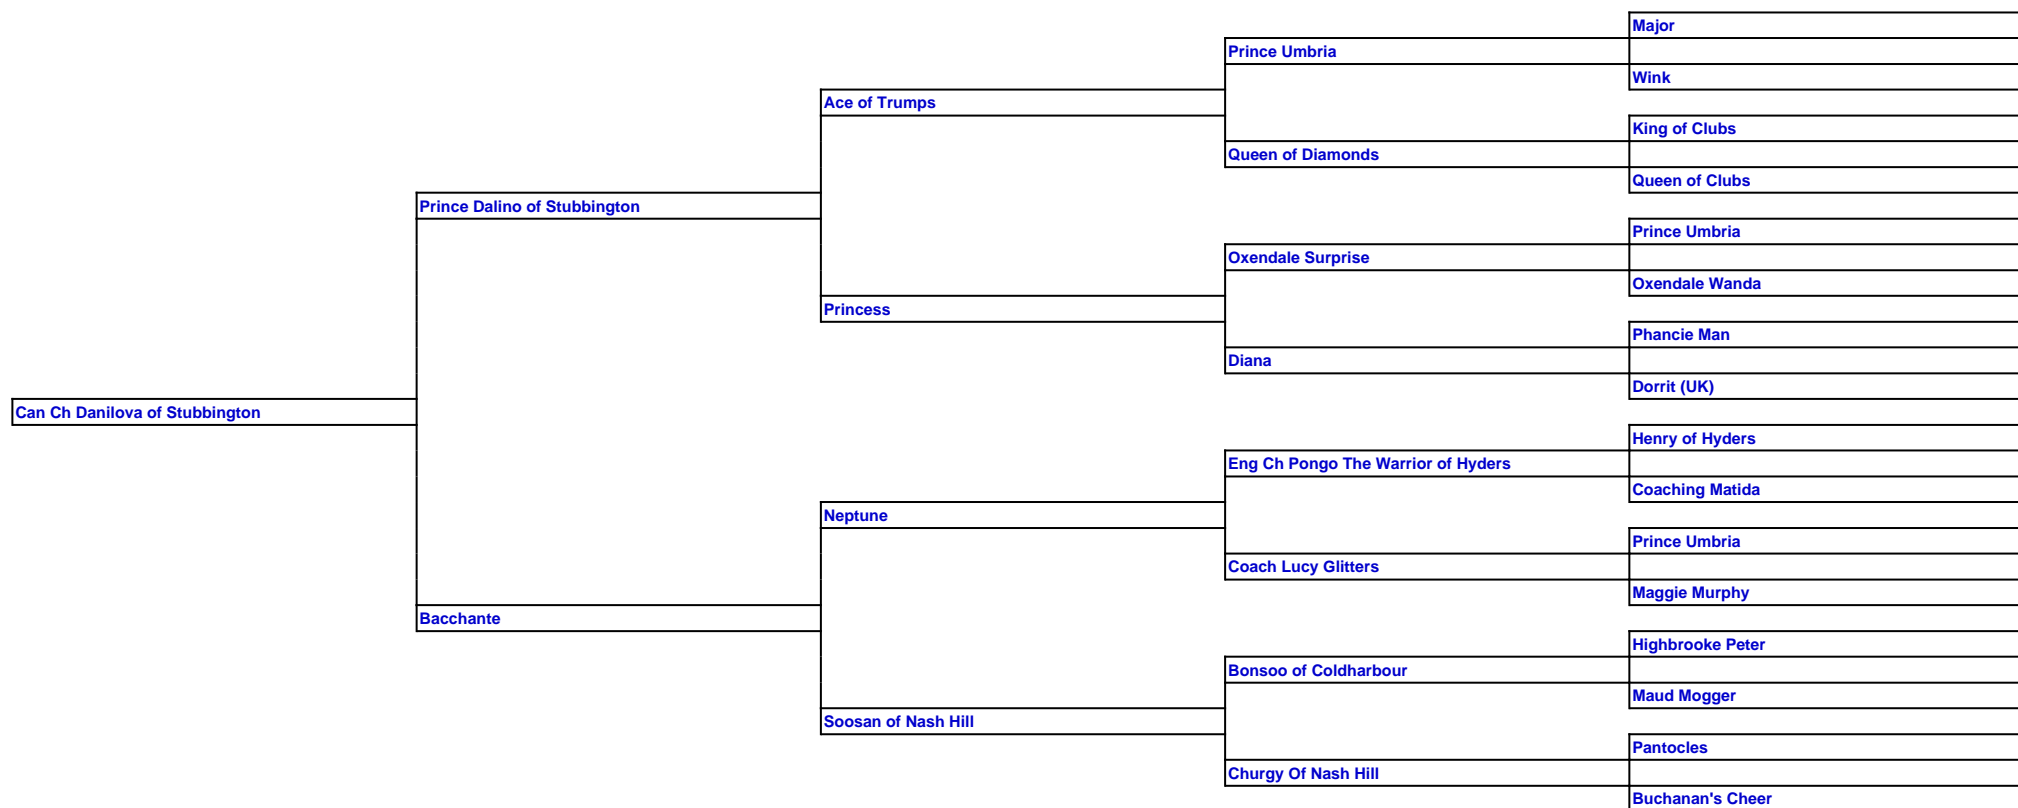 Major
Prince Umbria
Wink
Ace of Trumps
King of Clubs
Queen of Diamonds
Queen of Clubs
Prince Dalino of Stubbington
Prince Umbria
Oxendale Surprise
Oxendale Wanda
Princess
Phancie Man
Diana
Dorrit (UK)
Can Ch Danilova of Stubbington
Henry of Hyders
Eng Ch Pongo The Warrior of Hyders
Coaching Matida
Neptune
Prince Umbria
Coach Lucy Glitters
Maggie Murphy
Bacchante
Highbrooke Peter
Bonsoo of Coldharbour
Maud Mogger
Soosan of Nash Hill
Pantocles
Churgy Of Nash Hill
Buchanan's Cheer